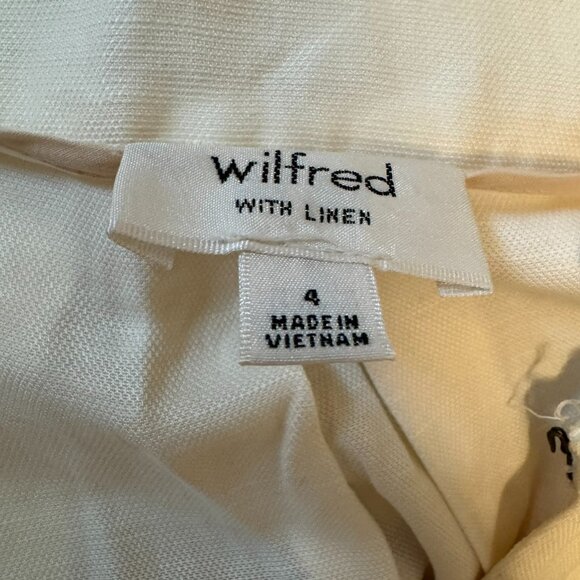 wilfred
WITH LINEN
4
MADE IN
VIETNAM